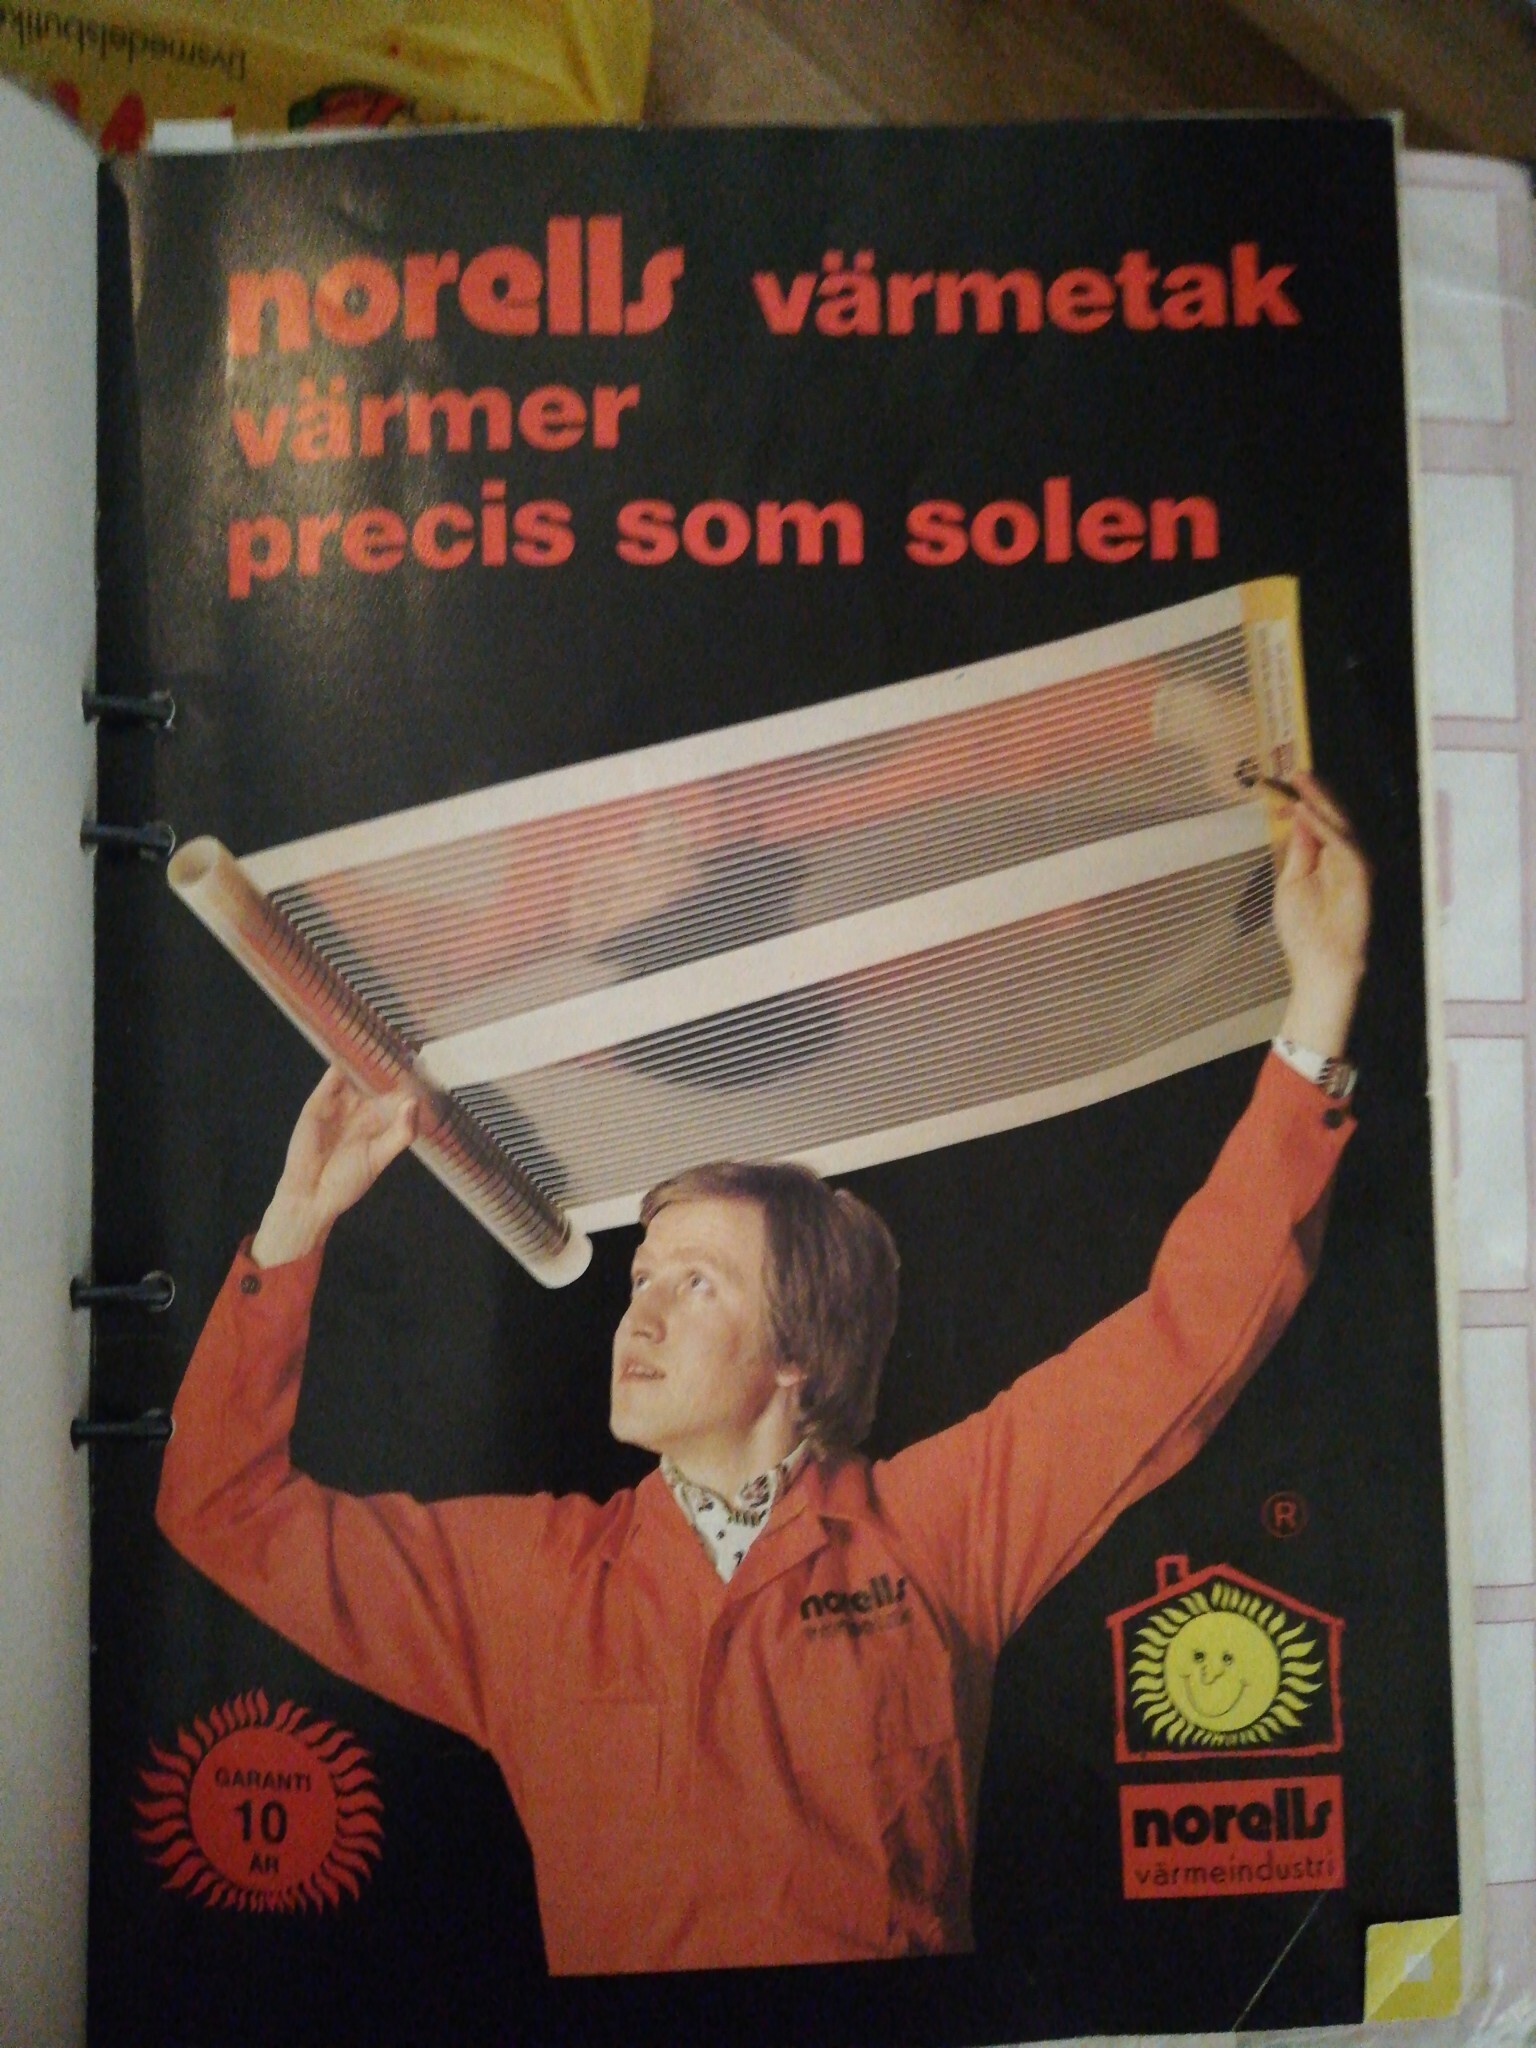 norells värmetak
värmer
precis som solen
norells
GARANTI
10
ÅR
®
norells
värmeindustri